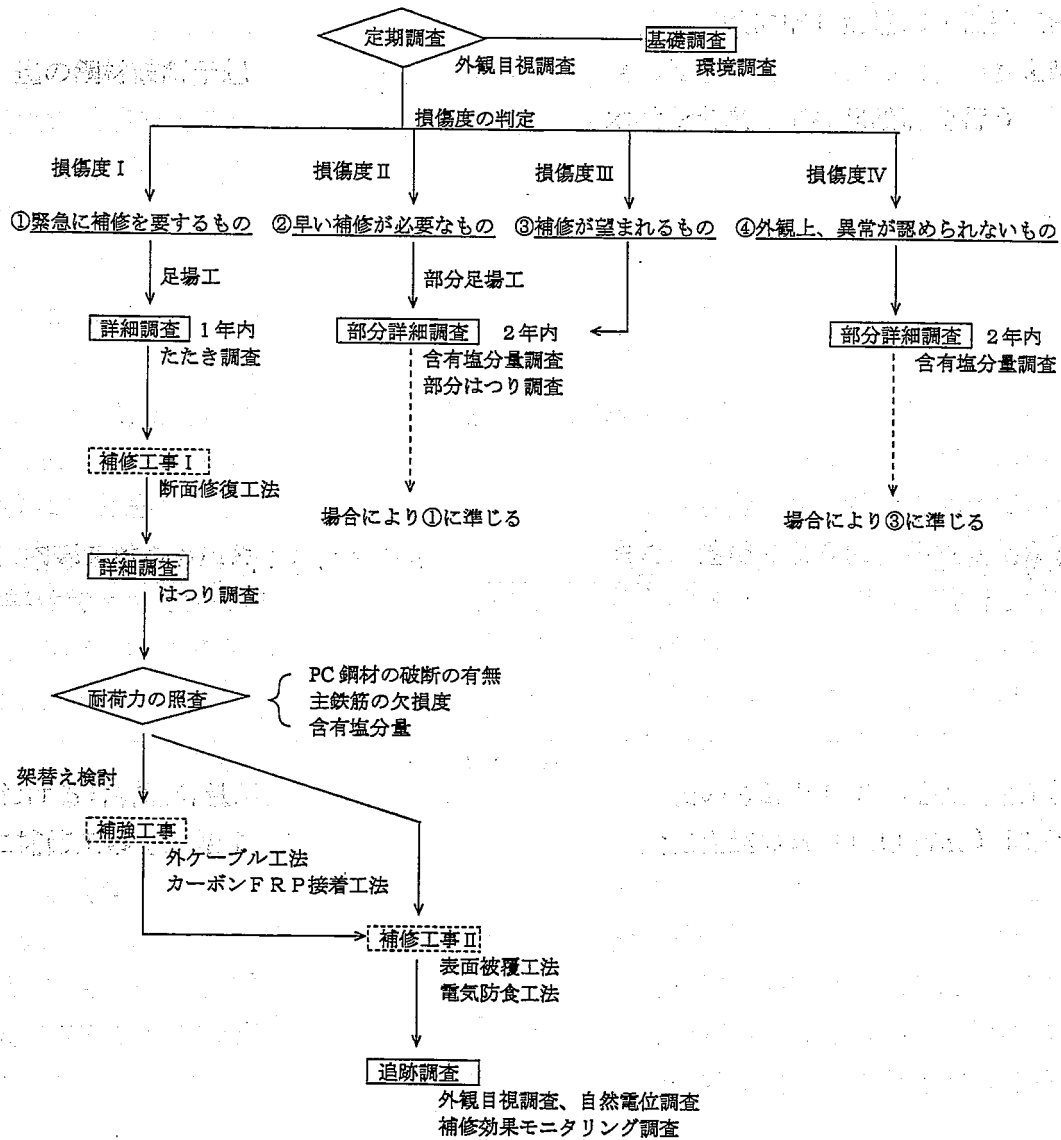 定期調査
基礎調査
外観目視調査
環境調査
損傷度の判定
損傷度Ⅰ
損傷度Ⅱ
損傷度Ⅲ
損傷度Ⅳ
①緊急に補修を要するもの
②早い補修が必要なもの
③補修が望まれるもの
④外観上、異常が認められないもの
足場工
部分足場工
詳細調査 1年内
たたき調査
部分詳細調査 2年内
含有塩分量調査
部分はつり調査
部分詳細調査 2年内
含有塩分量調査
補修工事Ⅰ
断面修復工法
場合により①に準じる
場合により③に準じる
詳細調査
はつり調査
耐荷力の照査
PC鋼材の破断の有無
主鉄筋の欠損度
含有塩分量
架替え検討
補強工事
外ケーブル工法
カーボンFRP接着工法
補修工事Ⅱ
表面被覆工法
電気防食工法
追跡調査
外観目視調査、自然電位調査
補修効果モニタリング調査